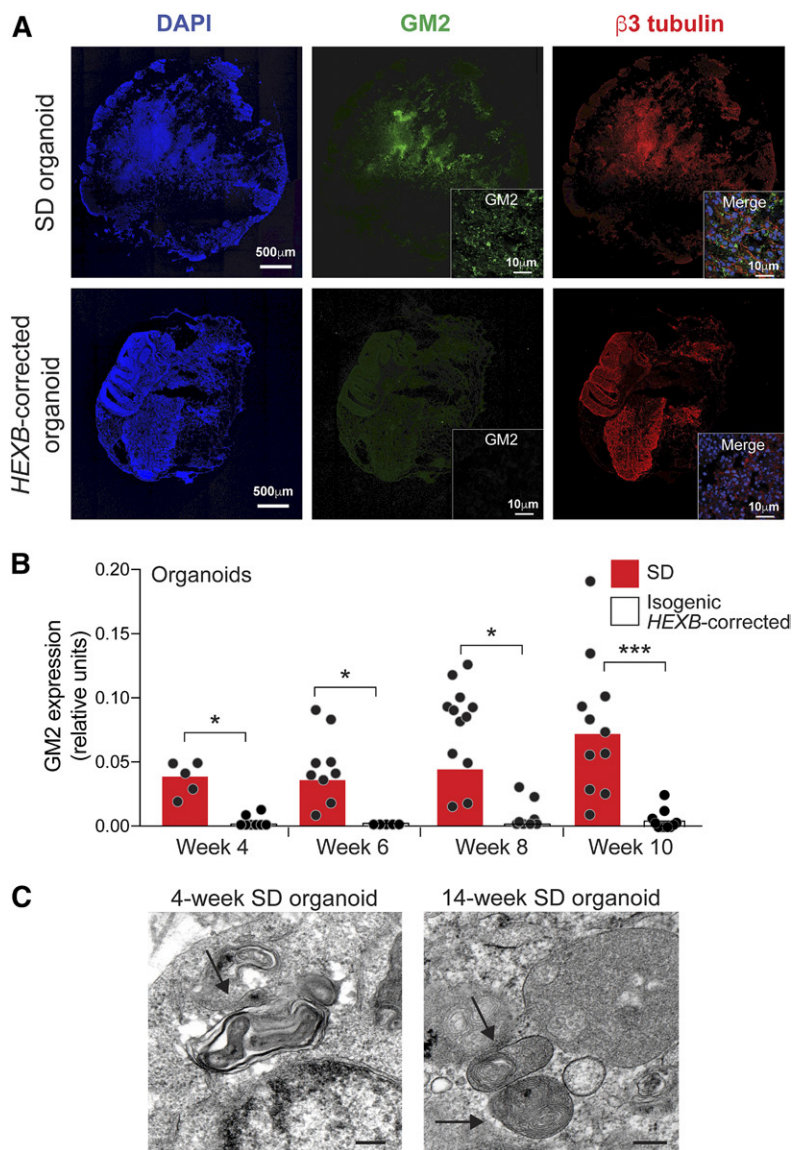 A
DAPI
GM2
β3 tubulin
SD organoid
500μm
GM2
10μm
Merge
10μm
HEXB-corrected
organoid
500μm
GM2
10μm
Merge
10μm
B
Organoids
SD
Isogenic
HEXB-corrected
GM2 expression
(relative units)
0.20
0.15
0.10
0.05
0.00
*
*
*
***
Week 4
Week 6
Week 8
Week 10
C
4-week SD organoid
14-week SD organoid